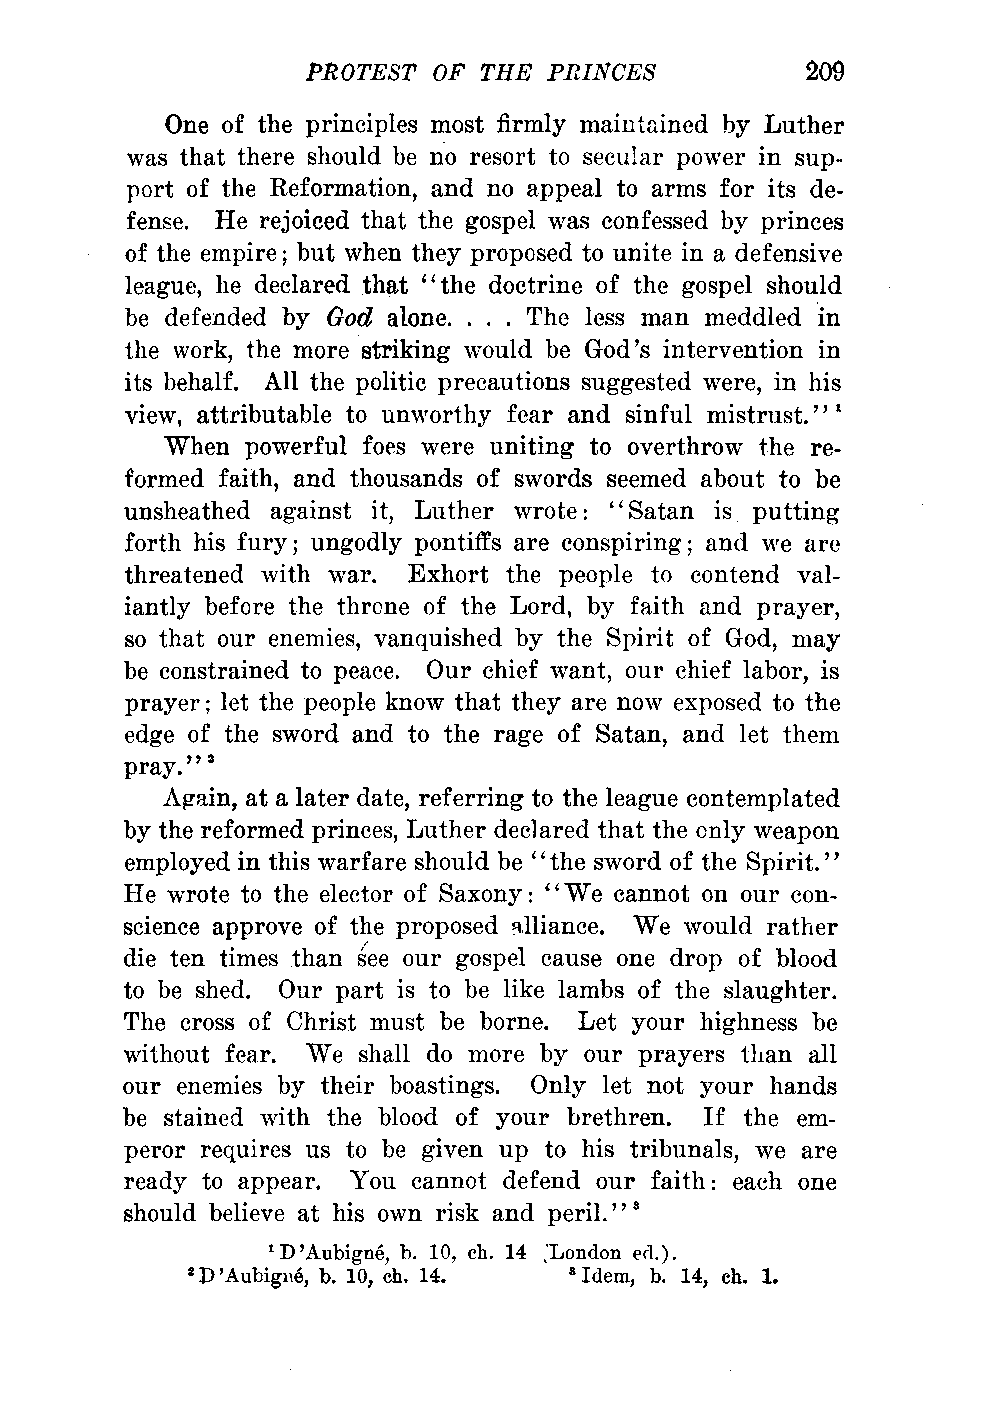 PROTEST OF THE PRINCES 209
One of the principles most firmly maintained by Luther
was that there should be no resort to secular power in sup-
port of the Reformation, and no appeal to arms for its de-
fense. He rejoiced that the gospel was confessed by princes
of the empire; but when they proposed to unite in a defensive
league, he declared that “the doctrine of the gospel should
be defended by God alone. . . . The less man meddled in
the work, the more striking would be God’s intervention in
its behalf. All the politic precautions suggested were, in his
view, attributable to unworthy fear and sinful mistrust.”¹
When powerful foes were uniting to overthrow the re-
formed faith, and thousands of swords seemed about to be
unsheathed against it, Luther wrote: “Satan is putting
forth his fury; ungodly pontiffs are conspiring; and we are
threatened with war. Exhort the people to contend val-
iantly before the throne of the Lord, by faith and prayer,
so that our enemies, vanquished by the Spirit of God, may
be constrained to peace. Our chief want, our chief labor, is
prayer; let the people know that they are now exposed to the
edge of the sword and to the rage of Satan, and let them
pray.”²
Again, at a later date, referring to the league contemplated
by the reformed princes, Luther declared that the only weapon
employed in this warfare should be “the sword of the Spirit.”
He wrote to the elector of Saxony: “We cannot on our con-
science approve of the proposed alliance. We would rather
die ten times than see our gospel cause one drop of blood
to be shed. Our part is to be like lambs of the slaughter.
The cross of Christ must be borne. Let your highness be
without fear. We shall do more by our prayers than all
our enemies by their boastings. Only let not your hands
be stained with the blood of your brethren. If the em-
peror requires us to be given up to his tribunals, we are
ready to appear. You cannot defend our faith: each one
should believe at his own risk and peril.”³
¹ D’Aubigné, b. 10, ch. 14 (London ed.).
² D’Aubigné, b. 10, ch. 14. ³ Idem, b. 14, ch. 1.